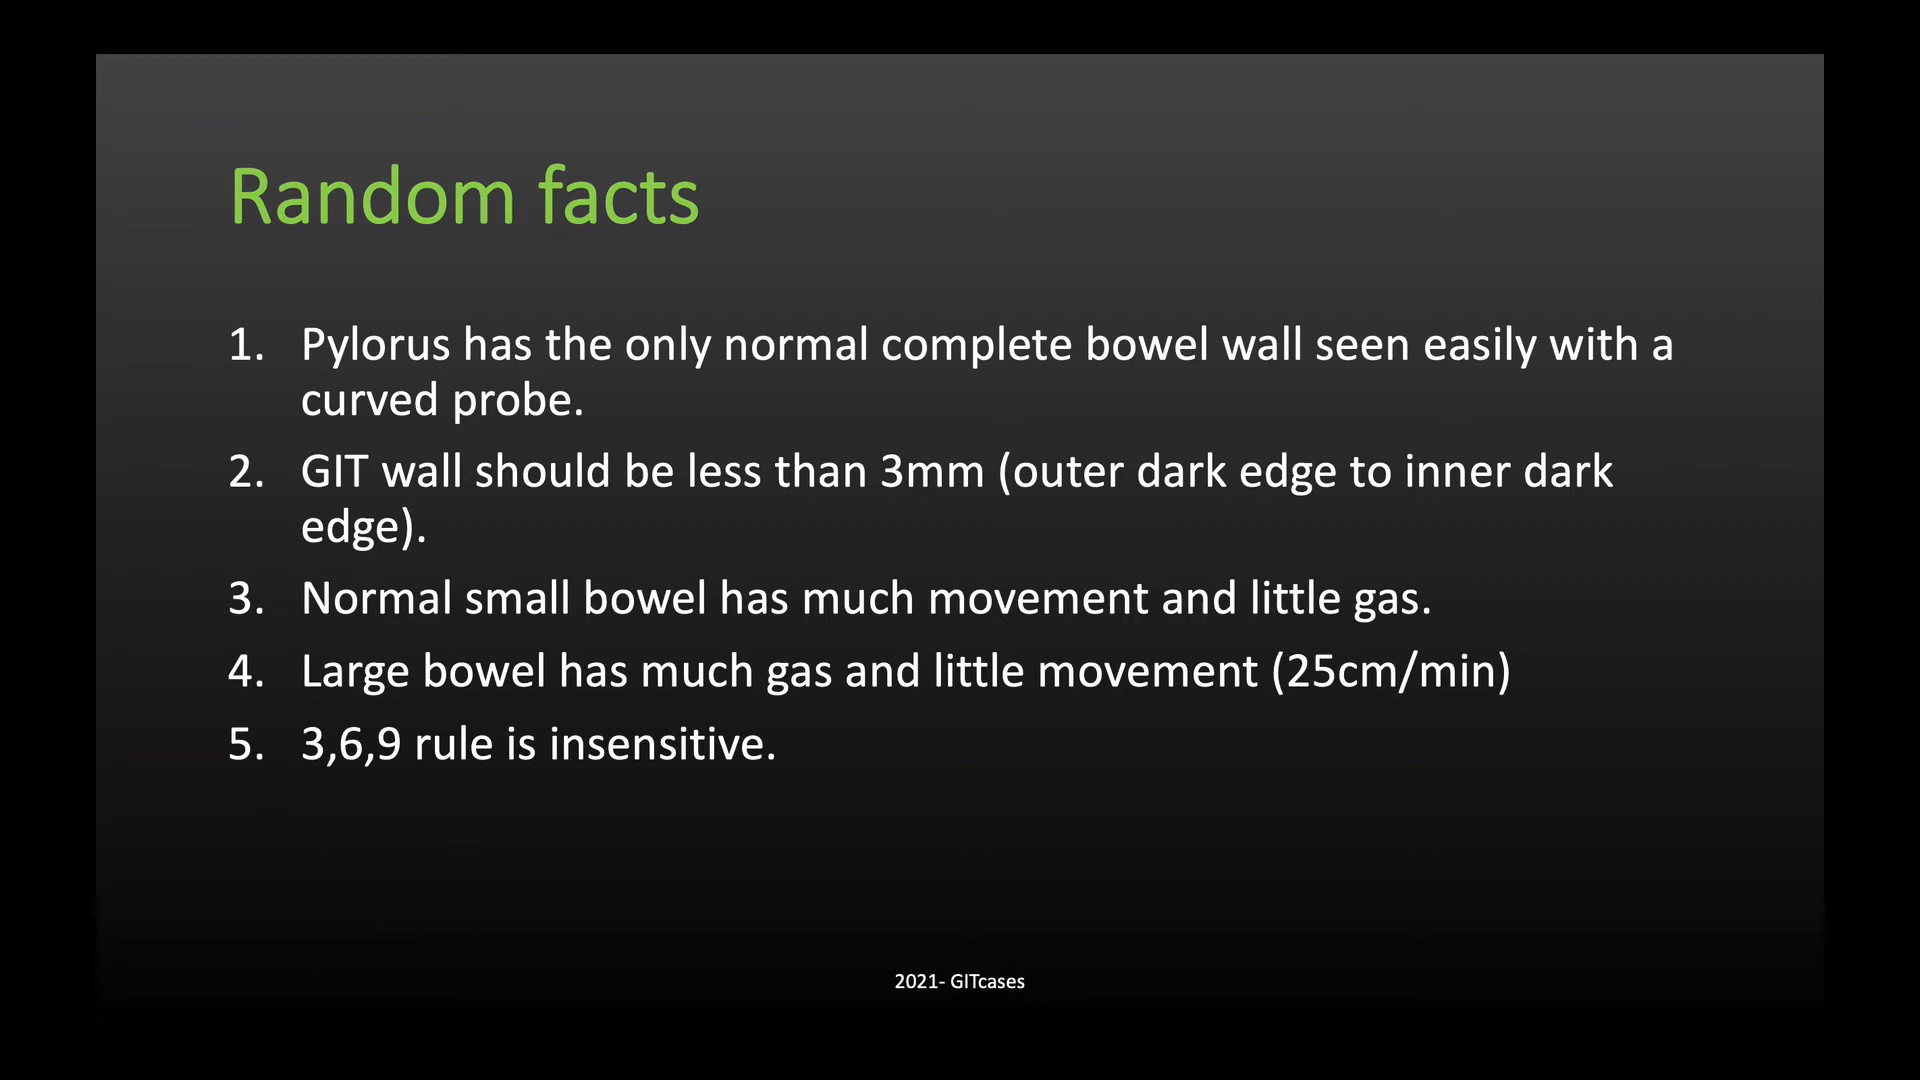 Random facts
1. Pylorus has the only normal complete bowel wall seen easily with a
curved probe.
2. GIT wall should be less than 3mm (outer dark edge to inner dark
edge).
3. Normal small bowel has much movement and little gas.
4. Large bowel has much gas and little movement (25cm/min)
5. 3,6,9 rule is insensitive.
2021- GITcases